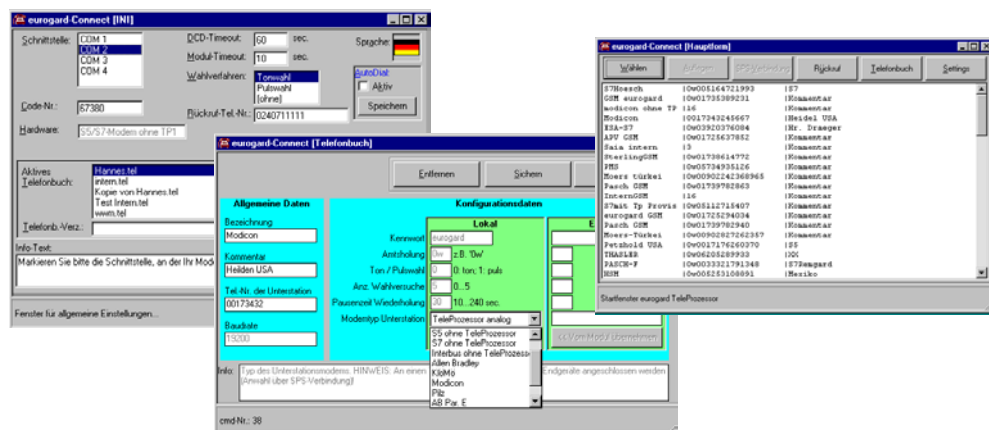 eurogard-Connect [INI]
Schnittstelle:
COM 1
COM 2
COM 3
COM 4
DCD-Timeout: 60 sec.
Modul-Timeout: 10 sec.
Wahlverfahren:
Tonwahl
Pulswahl
(ohne)
Sprache:
AutoDial:
Aktiv
Speichern
Code-Nr.: 67380
Rückruf-Tel.-Nr.: 0240711111
Hardware: S5/S7-Modem ohne TP1
Aktives
Telefonbuch:
Hannes.tel
intern.tel
Kopie von Hannes.tel
Test Intern.tel
wwm.tel
Telefonb.-Verz.:
Info-Text:
Markieren Sie bitte die Schnittstelle, an der Ihr Mod
Fenster für allgemeine Einstellungen...
eurogard-Connect [Telefonbuch]
Entfernen
Sichern
Allgemeine Daten
Bezeichnung
Modicon
Kommentar
Heilden USA
Tel.-Nr. der Unterstation
00173432
Baudrate
19200
Konfigurationsdaten
Lokal
E
Kennwort eurogard
Amtsholung 0w z.B. '0w'
Ton / Pulswahl 0 0: ton; 1: puls
Anz. Wahlversuche 5 0...5
Pausenzeit Wiederholung 30 10...240 sec.
Modemtyp Unterstation TeleProzessor analog
S5 ohne TeleProzessor
S7 ohne TeleProzessor
Interbus ohne TeleProzesso
Allen Bradley
KlöMö
Modicon
Pilz
AB Par. E
<< Vom Modul übernehmen
Info: Typ des Unterstationsmodems. HINWEIS: An einen
Endgeräte angeschlossen werden
(Anwahl über SPS-Verbindung)!
cmd-Nr.: 38
eurogard-Connect [Hauptform]
Wählen
Auflegen
SPS-Verbindung
Rückruf
Telefonbuch
Settings
S7Hoesch |0w005164721993 |S7
GSM eurogard |0w01735389231 |Kommentar
modicon ohne TP |16 |Kommentar
Modicon |0017343245667 |Heidel USA
ESA-S7 |0w03920376084 |Hr. Draeger
APU GSM |0w01725637852 |Kommentar
Saia intern |3 |Kommentar
SterlingGSM |0w01738614772 |Kommentar
PMS |0w05734935126 |Kommentar
Moers türkei |0w00902242368965 |Kommentar
Pasch GSM |0w01739782863 |Kommentar
InternGSM |16 |Kommentar
S7mit Tp Provis |0w05112715407 |Kommentar
eurogard GSM |0w01725294034 |Kommentar
Pasch GSM |0w01739782940 |Kommentar
Moers-Türkei |0w00902827262357 |Kommentar
Petzhold USA |0w0017176260370 |S5
THASLER |0w06205289933 |XX
PASCH-F |0w0033321791348 |S7Remgard
HSM |0w005253108891 |Mexiko
Startfenster eurogard TeleProzessor